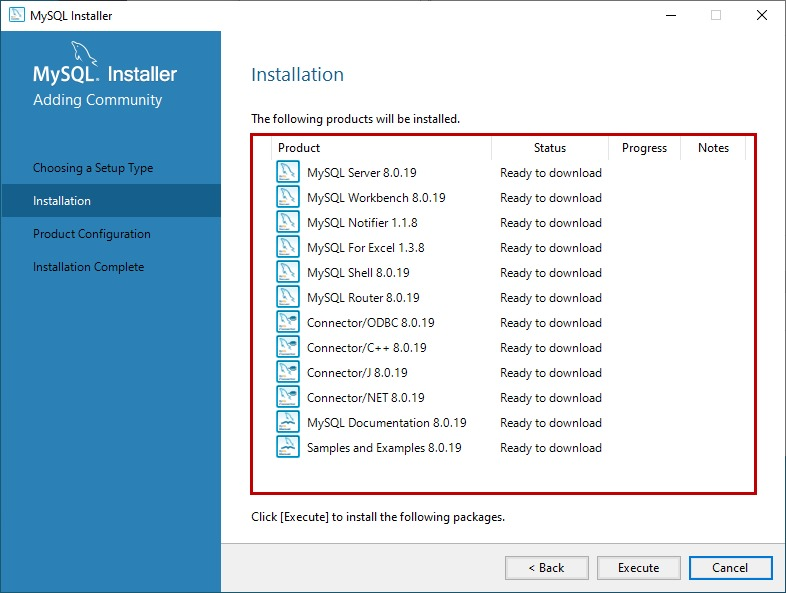 MySQL Installer
MySQL. Installer
Adding Community
Choosing a Setup Type
Installation
Product Configuration
Installation Complete
Installation
The following products will be installed.
Product Status Progress Notes
MySQL Server 8.0.19 Ready to download
MySQL Workbench 8.0.19 Ready to download
MySQL Notifier 1.1.8 Ready to download
MySQL For Excel 1.3.8 Ready to download
MySQL Shell 8.0.19 Ready to download
MySQL Router 8.0.19 Ready to download
Connector/ODBC 8.0.19 Ready to download
Connector/C++ 8.0.19 Ready to download
Connector/J 8.0.19 Ready to download
Connector/NET 8.0.19 Ready to download
MySQL Documentation 8.0.19 Ready to download
Samples and Examples 8.0.19 Ready to download
Click [Execute] to install the following packages.
< Back Execute Cancel